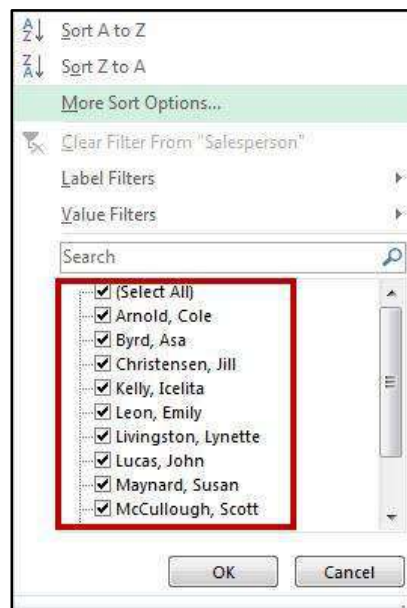 Sort A to Z
Sort Z to A
More Sort Options...
Clear Filter From "Salesperson"
Label Filters
Value Filters
Search
(Select All)
Arnold, Cole
Byrd, Asa
Christensen, Jill
Kelly, Icelita
Leon, Emily
Livingston, Lynette
Lucas, John
Maynard, Susan
McCullough, Scott
OK Cancel